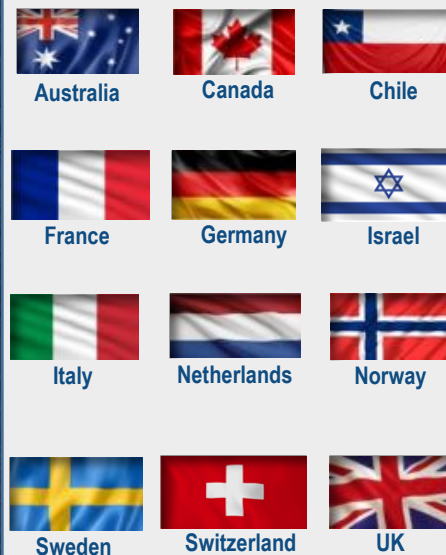 Australia
Canada
Chile
France
Germany
Israel
Italy
Netherlands
Norway
Sweden
Switzerland
UK